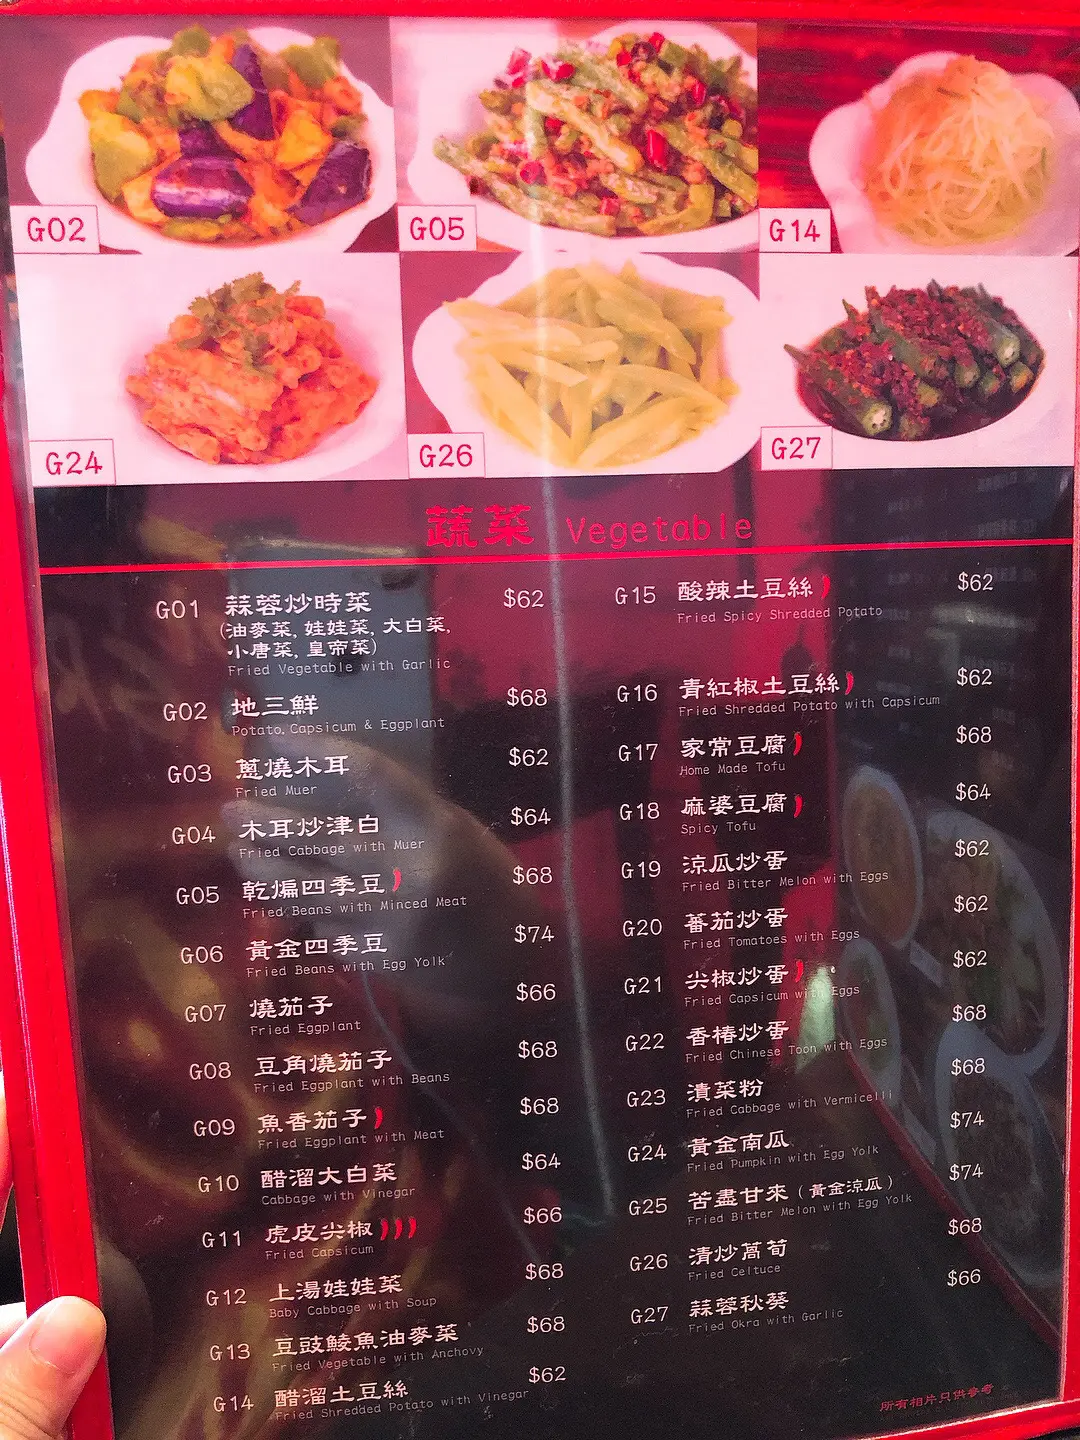 G02
G05
G14
G24
G26
G27
蔬菜 Vegetable
G01 蒜蓉炒時菜 $62
(油麥菜, 娃娃菜, 大白菜,
小唐菜, 皇帝菜)
Fried Vegetable with Garlic
G02 地三鮮 $68
Potato, Capsicum & Eggplant
G03 蔥燒木耳 $62
Fried Muer
G04 木耳炒津白 $64
Fried Cabbage with Muer
G05 乾煸四季豆 $68
Fried Beans with Minced Meat
G06 黃金四季豆 $74
Fried Beans with Egg Yolk
G07 燒茄子 $66
Fried Eggplant
G08 豆角燒茄子 $68
Fried Eggplant with Beans
G09 魚香茄子 $68
Fried Eggplant with Meat
G10 醋溜大白菜 $64
Cabbage with Vinegar
G11 虎皮尖椒 $66
Fried Capsicum
G12 上湯娃娃菜 $68
Baby Cabbage with Soup
G13 豆豉鯪魚油麥菜 $68
Fried Vegetable with Anchovy
G14 醋溜土豆絲 $62
Fried Shredded Potato with Vinegar
G15 酸辣土豆絲 $62
Fried Spicy Shredded Potato
G16 青紅椒土豆絲 $62
Fried Shredded Potato with Capsicum
G17 家常豆腐 $68
Home Made Tofu
G18 麻婆豆腐 $64
Spicy Tofu
G19 涼瓜炒蛋 $62
Fried Bitter Melon with Eggs
G20 蕃茄炒蛋 $62
Fried Tomatoes with Eggs
G21 尖椒炒蛋 $62
Fried Capsicum with Eggs
G22 香椿炒蛋 $68
Fried Chinese Toon with Eggs
G23 漬菜粉 $68
Fried Cabbage with Vermicelli
G24 黃金南瓜 $74
Fried Pumpkin with Egg Yolk
G25 苦盡甘來 (黃金涼瓜) $74
Fried Bitter Melon with Egg Yolk
G26 清炒萵筍 $68
Fried Celtuce
G27 蒜蓉秋葵 $66
Fried Okra with Garlic
所有相片只供參考